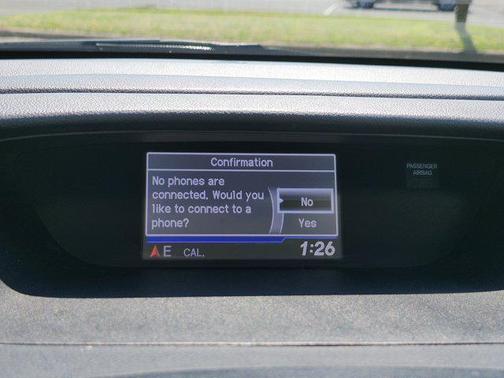 Confirmation
No phones are
connected. Would you
like to connect to a
phone?
No
Yes
E CAL. 1:26
PASSENGER
AIRBAG